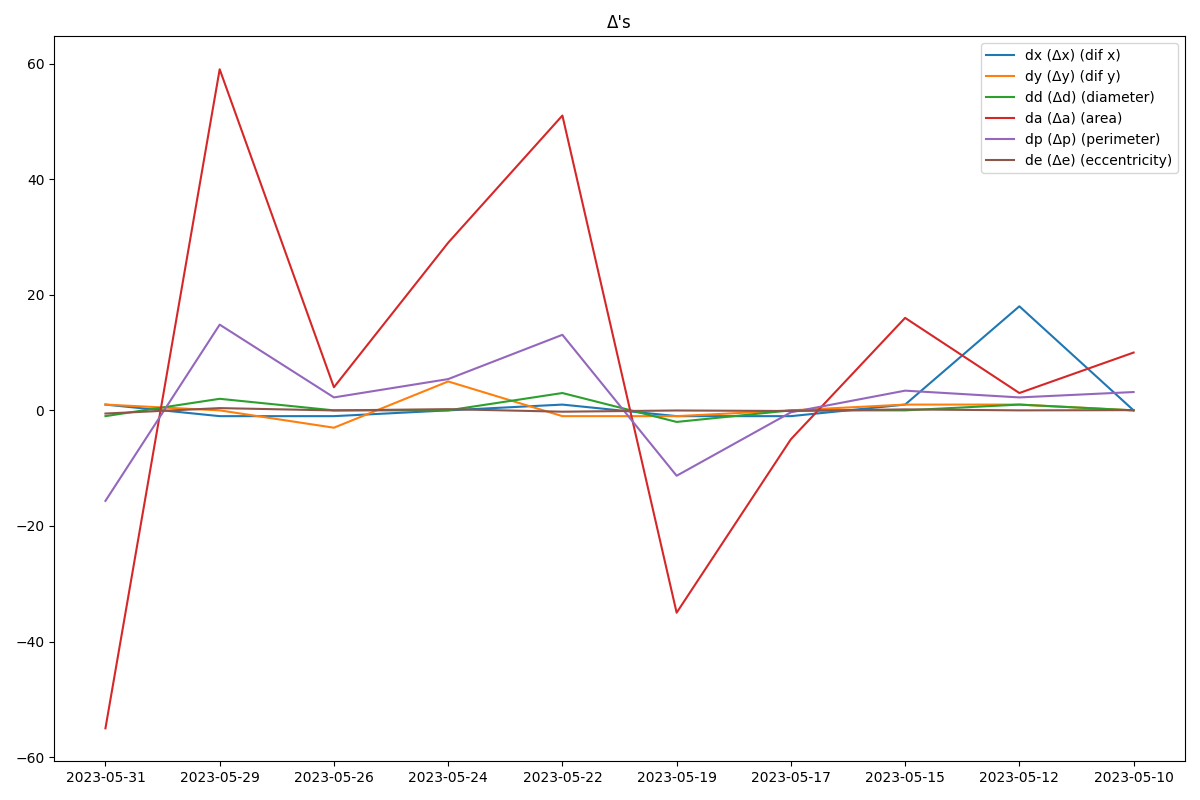 Δ's
dx (Δx) (dif x)
dy (Δy) (dif y)
dd (Δd) (diameter)
da (Δa) (area)
dp (Δp) (perimeter)
de (Δe) (eccentricity)
60
40
20
0
−20
−40
−60
2023-05-31 2023-05-29 2023-05-26 2023-05-24 2023-05-22 2023-05-19 2023-05-17 2023-05-15 2023-05-12 2023-05-10